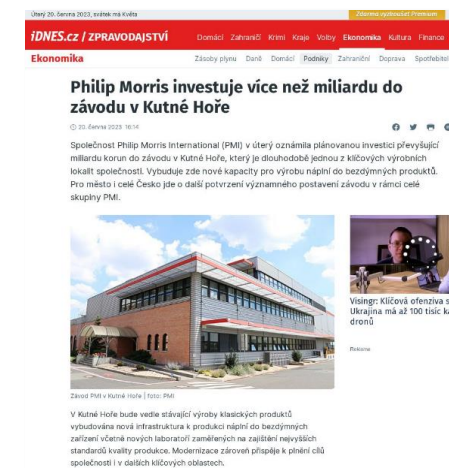 Úterý 20. června 2023, svátek má Květa
Zdarma vyzkoušet Premium
iDNES.cz / ZPRAVODAJSTVÍ
Domácí Zahraničí Krimi Kraje Volby Ekonomika Kultura Finance
Ekonomika
Zásoby plynu Daně Domácí Podniky Zahraniční Doprava Spotřebitel
Philip Morris investuje více než miliardu do
závodu v Kutné Hoře
20. června 2023 16:14
Společnost Philip Morris International (PMI) v úterý oznámila plánovanou investici převyšující
miliardu korun do závodu v Kutné Hoře, který je dlouhodobě jednou z klíčových výrobních
lokalit společnosti. Vybuduje zde nové kapacity pro výrobu náplní do bezdýmných produktů.
Pro město i celé Česko jde o další potvrzení významného postavení závodu v rámci celé
skupiny PMI.
Visingr: Klíčová ofenziva s
Ukrajina má až 100 tisíc ka
dronů
Reklama
Závod PMI v Kutné Hoře | foto: PMI
V Kutné Hoře bude vedle stávající výroby klasických produktů
vybudována nová infrastruktura k produkci náplní do bezdýmných
zařízení včetně nových laboratoří zaměřených na zajištění nejvyšších
standardů kvality produkce. Modernizace zároveň přispěje k plnění cílů
společnosti i v dalších klíčových oblastech.